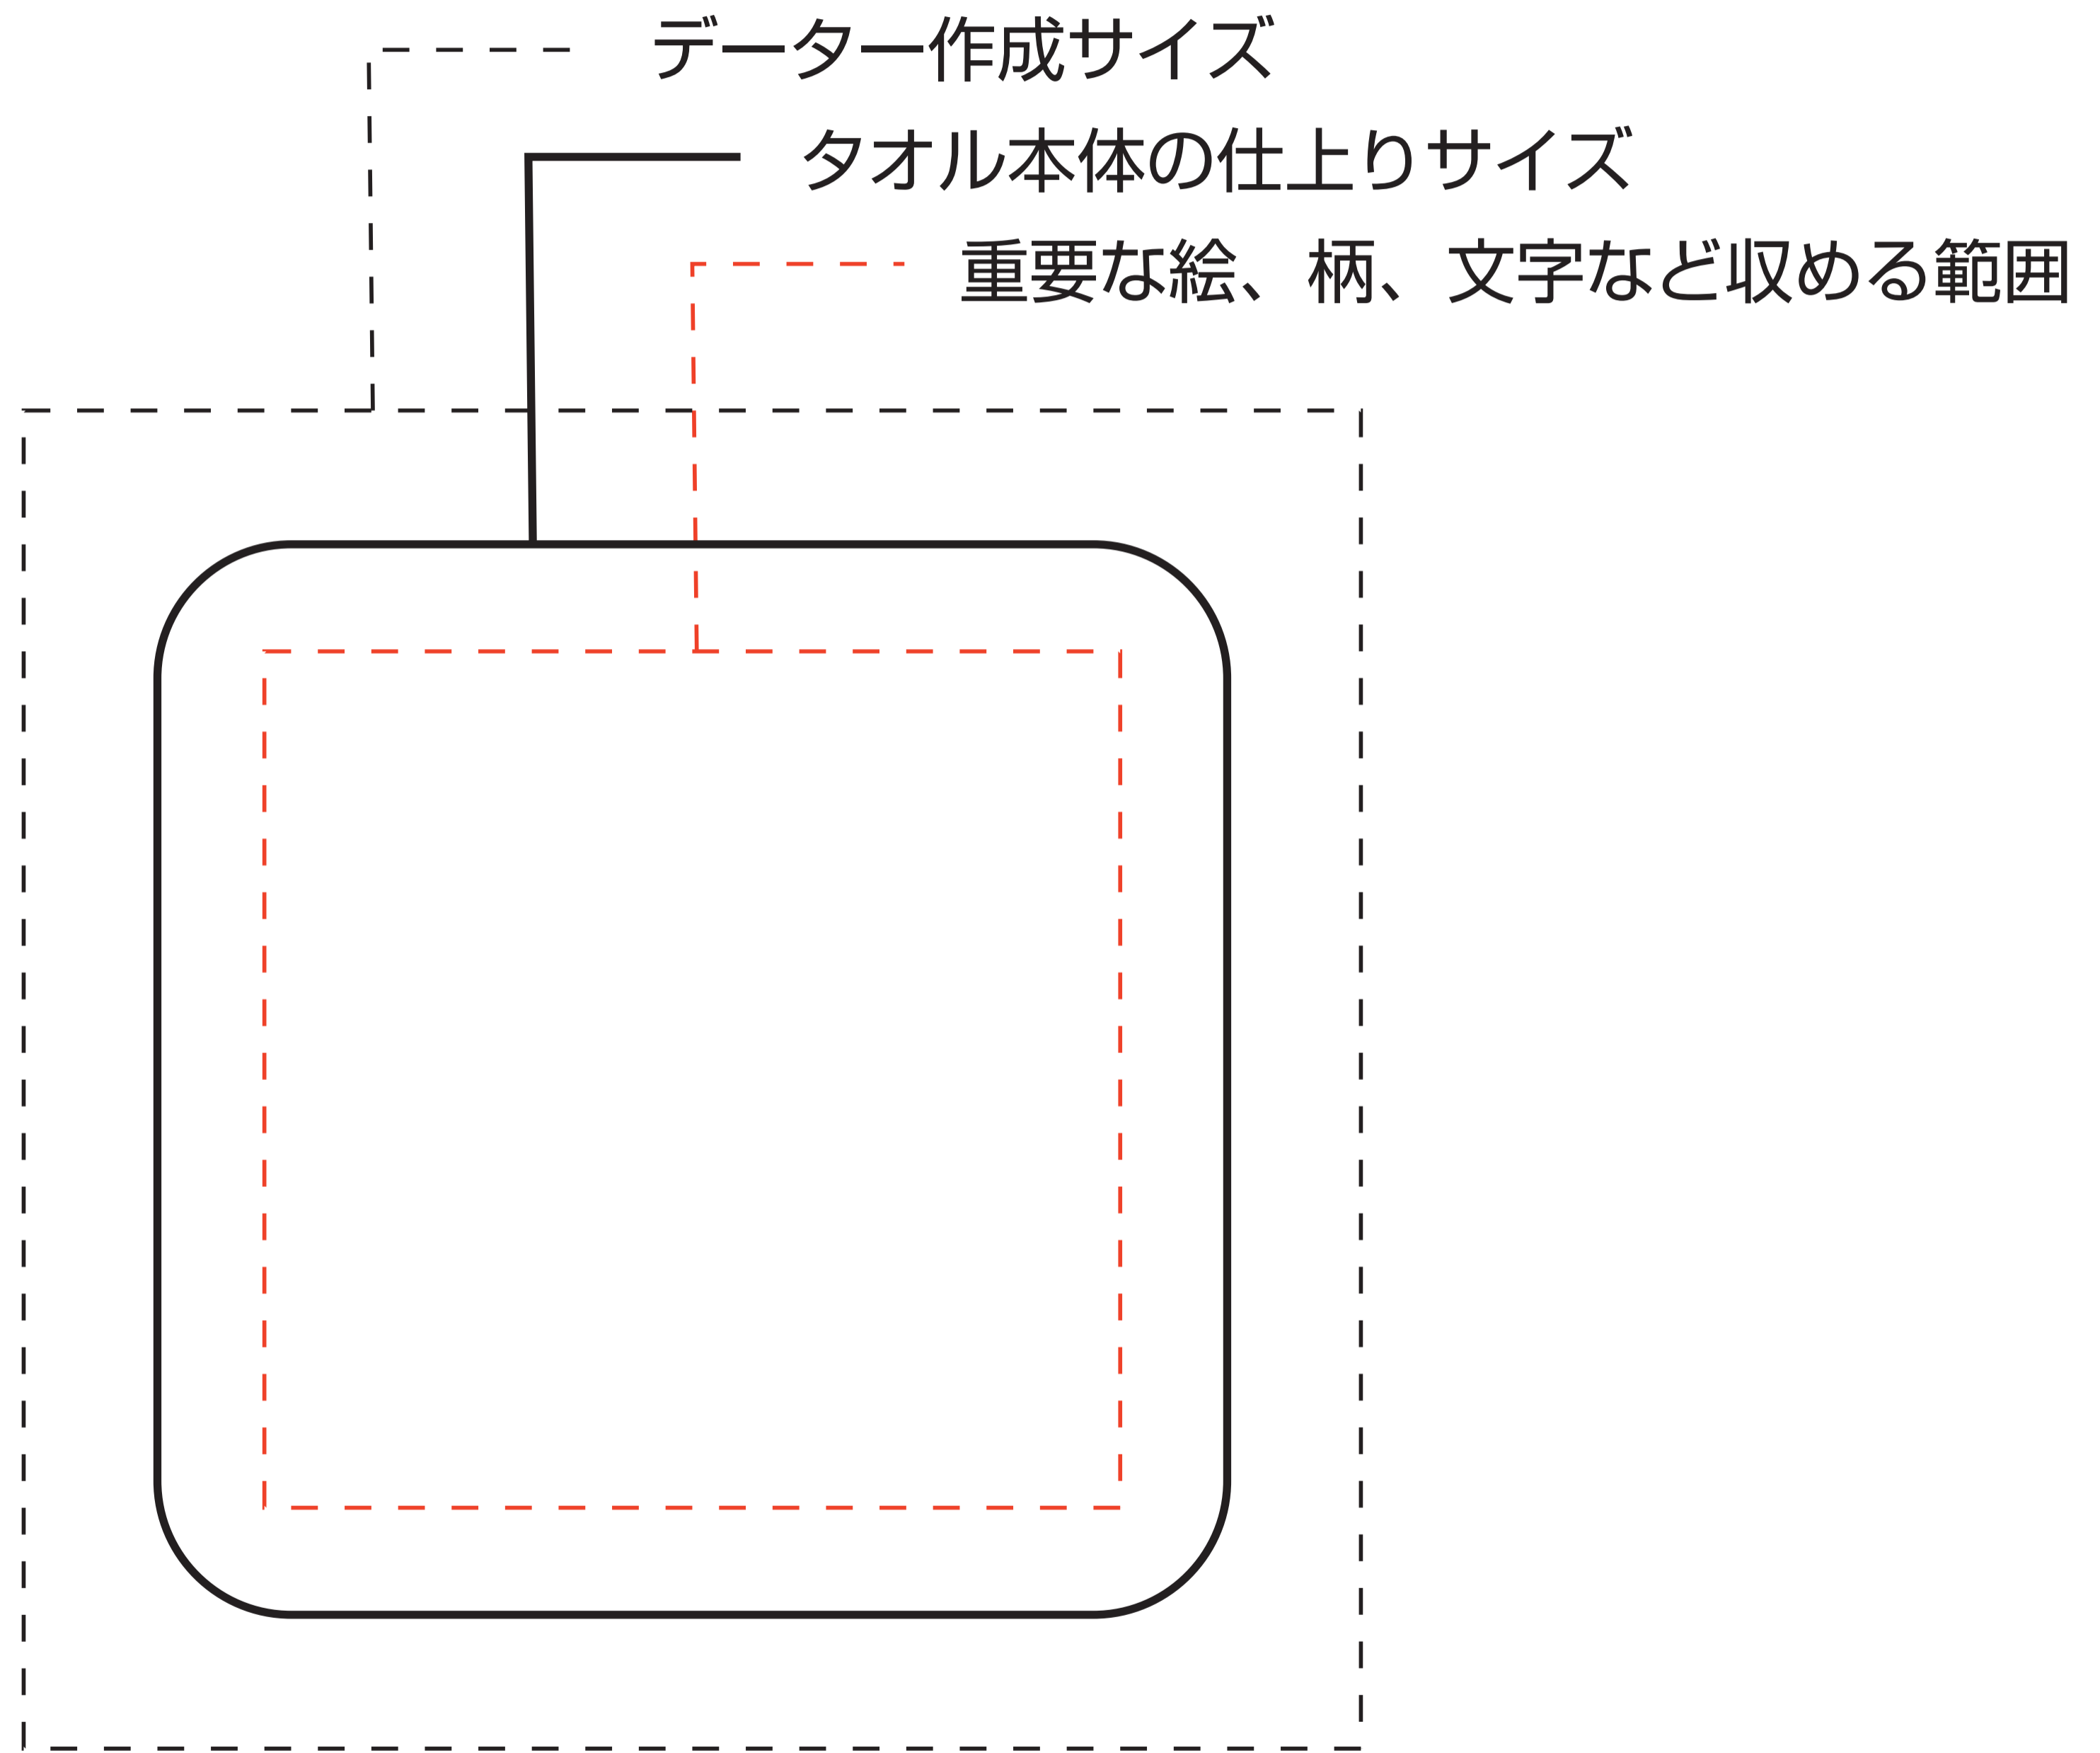 データー作成サイズ
タオル本体の仕上りサイズ
重要な絵、柄、文字など収める範囲